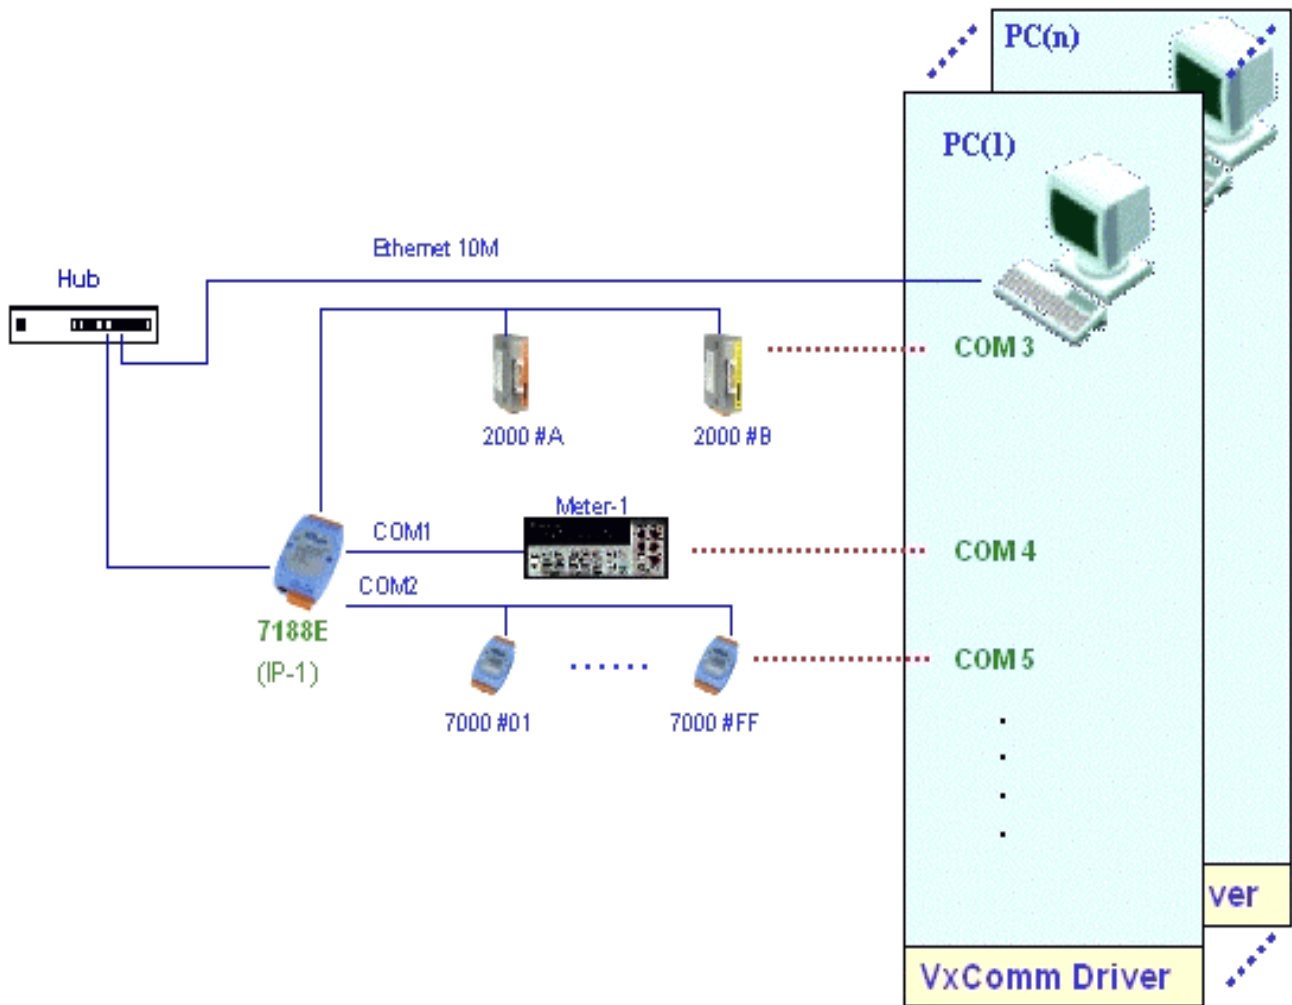 PC(n)
PC(1)
Ethernet 10M
Hub
COM 3
2000 #A
2000 #B
Meter-1
COM1
COM 4
COM2
7188E
(IP-1)
COM 5
7000 #01
7000 #FF
ver
VxComm Driver